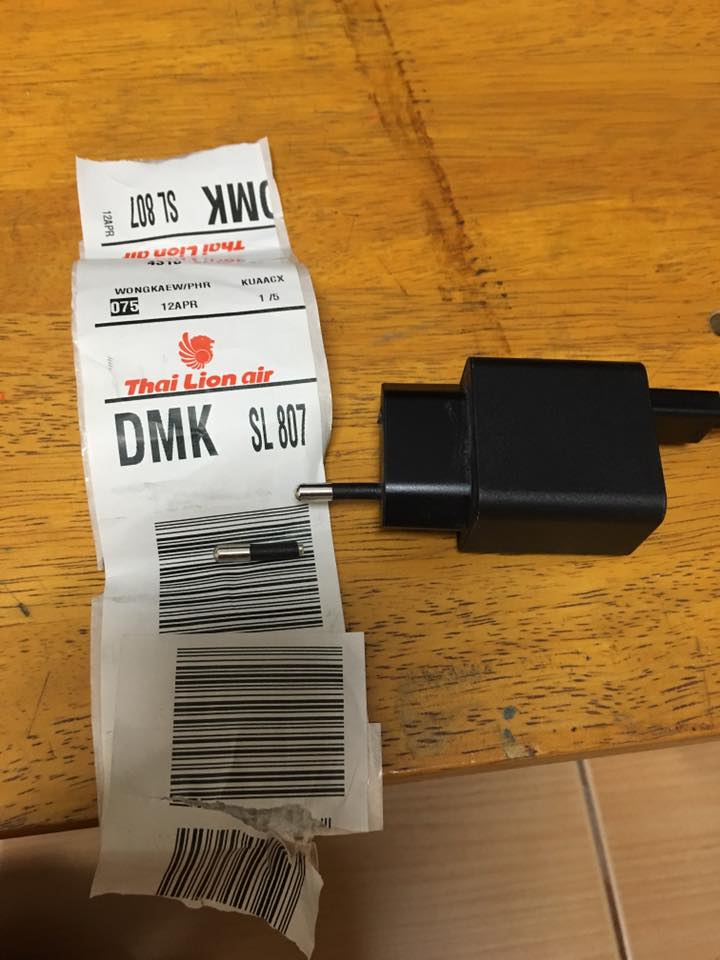 DMK SL 807
12APR
Thai Lion air
WONGKAEW/PHR KUAACX
075 12APR 1/5
Thai Lion air
DMK SL 807